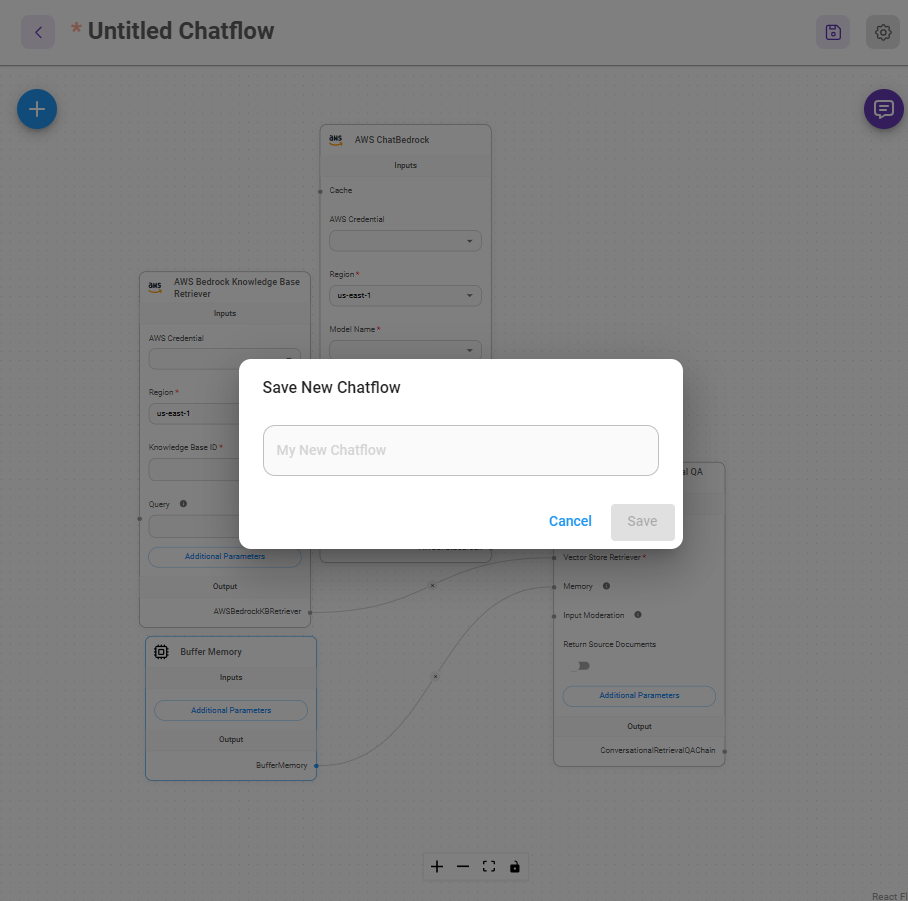 * Untitled Chatflow
aws AWS ChatBedrock
Inputs
Cache
AWS Credential
Region *
us-east-1
Model Name *
aws AWS Bedrock Knowledge Base
Retriever
Inputs
AWS Credential
Region *
us-east-1
Knowledge Base ID *
Query
Additional Parameters
Output
AWSBedrockKBRetriever
Save New Chatflow
My New Chatflow
Cancel
Save
al QA
Vector Store Retriever *
Memory
Input Moderation
Return Source Documents
Additional Parameters
Output
ConversationalRetrievalQAChain
Buffer Memory
Inputs
Additional Parameters
Output
BufferMemory
React Fl